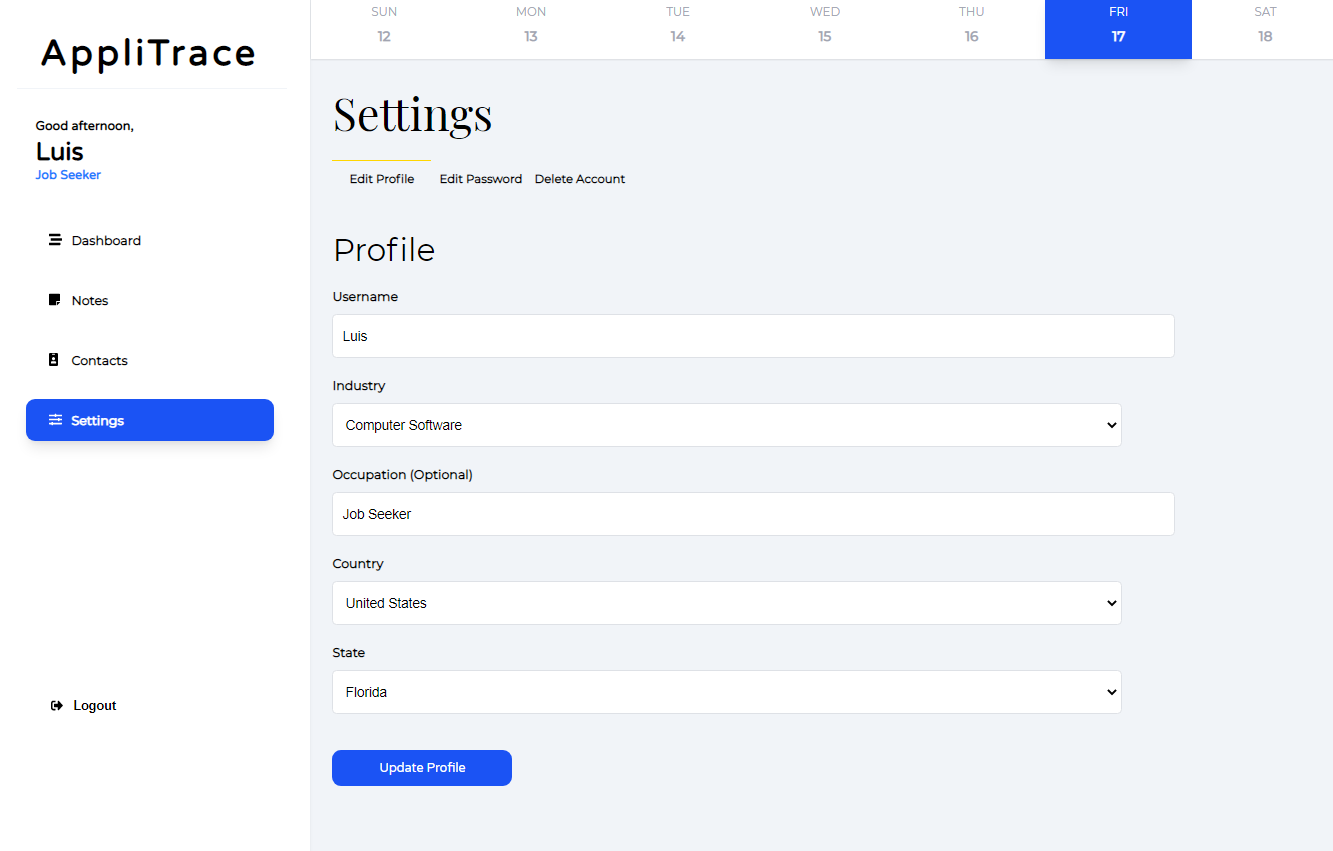 AppliTrace
Good afternoon,
Luis
Job Seeker
Dashboard
Notes
Contacts
Settings
Logout
SUN MON TUE WED THU FRI SAT
12 13 14 15 16 17 18
Settings
Edit Profile Edit Password Delete Account
Profile
Username
Luis
Industry
Computer Software
Occupation (Optional)
Job Seeker
Country
United States
State
Florida
Update Profile